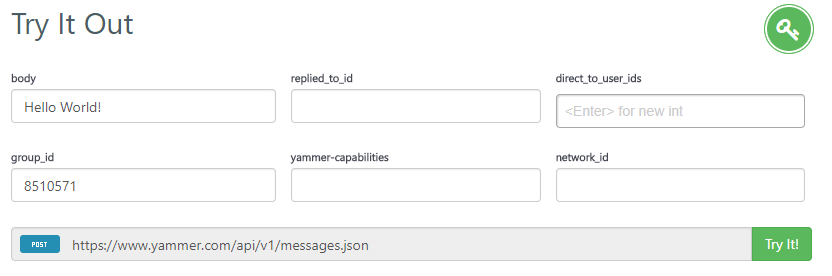 Try It Out
body replied_to_id direct_to_user_ids
Hello World! <Enter> for new int
group_id yammer-capabilities network_id
8510571
POST https://www.yammer.com/api/v1/messages.json Try It!